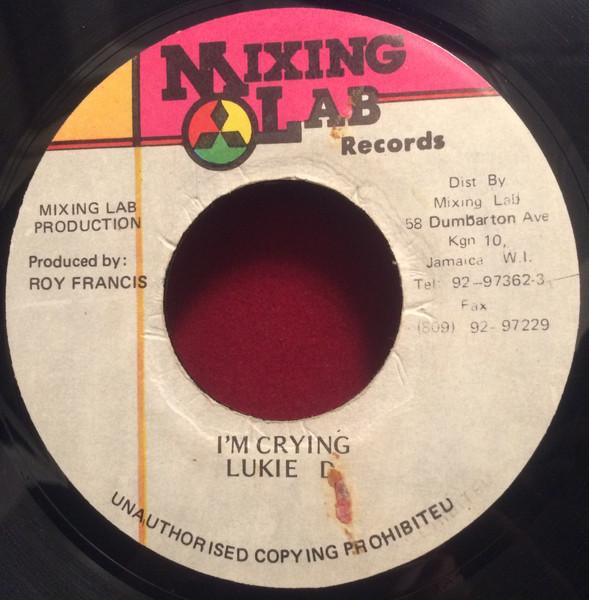 MIXING
LAB
Records
MIXING LAB
PRODUCTION
Produced by:
ROY FRANCIS
Dist By
Mixing Lab
58 Dumbarton Ave
Kgn 10,
Jamaica W.I.
Tel: 92-97362-3
Fax
(809) 92-97229
I'M CRYING
LUKIE D
UNAUTHORISED COPYING PROHIBITED